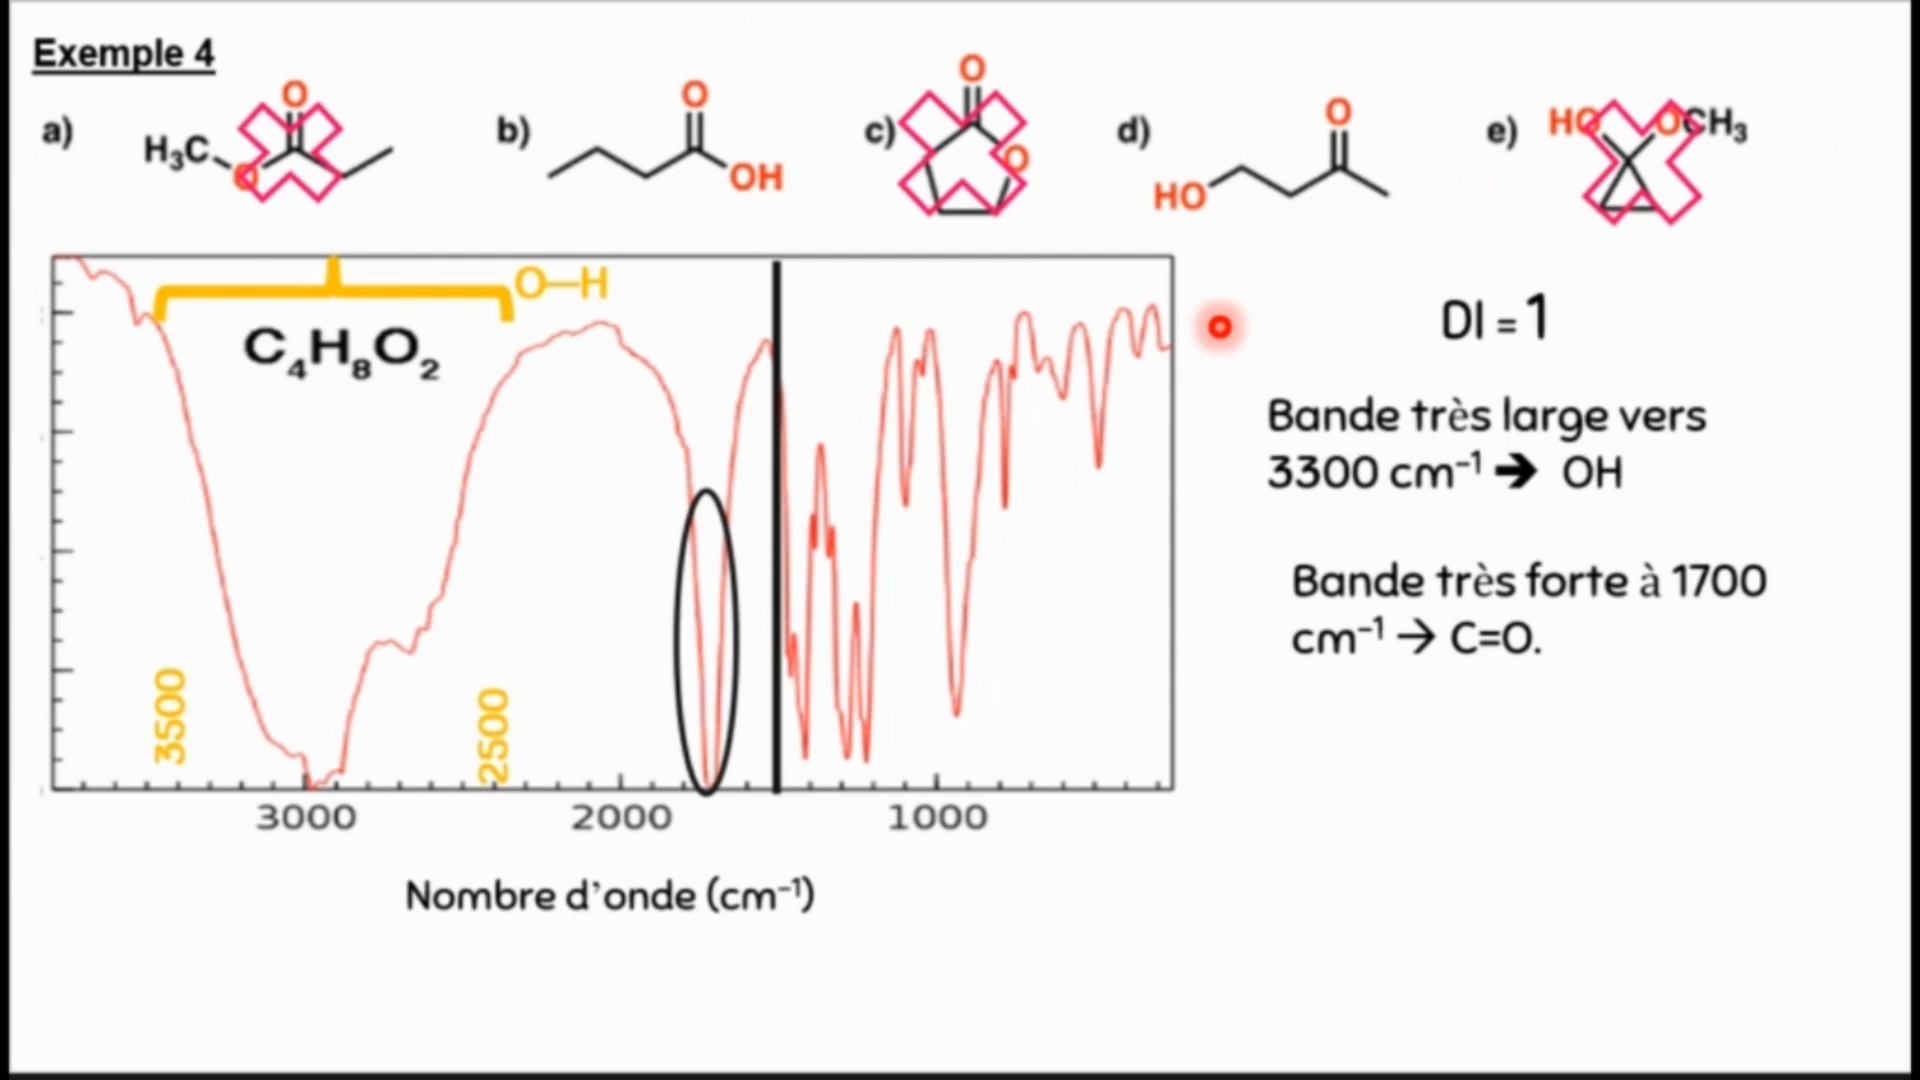 Exemple 4
a) H₃C O O
b) O OH
c) O O
d) HO O
e) HO OCH₃
O—H
C₄H₈O₂
3500
2500
3000 2000 1000
Nombre d’onde (cm⁻¹)
DI = 1
Bande très large vers
3300 cm⁻¹ ➔ OH
Bande très forte à 1700
cm⁻¹ → C=O.